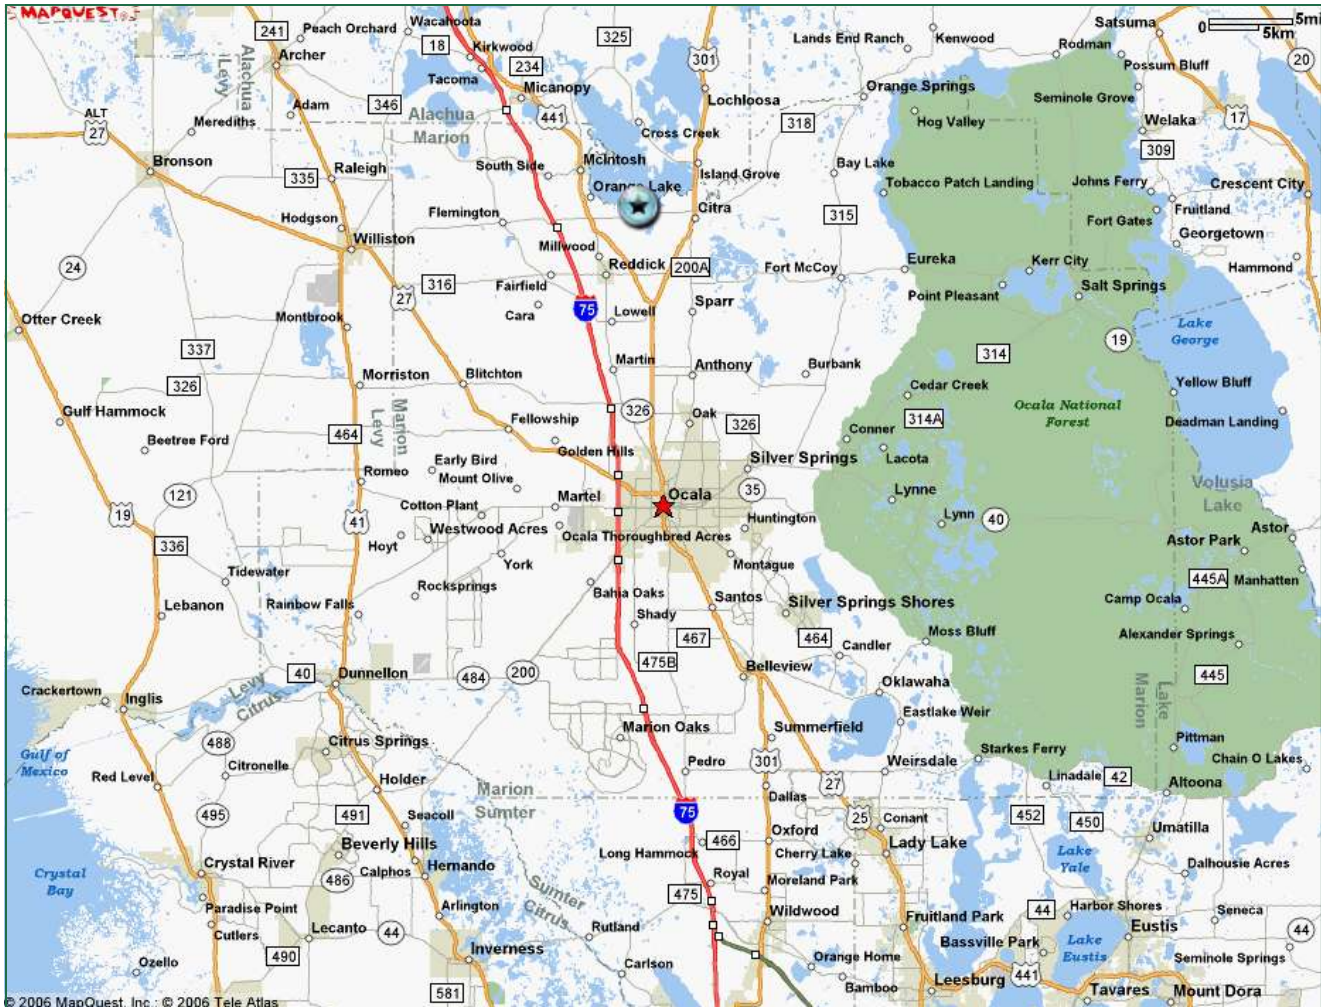 MAPQUEST
Wacahoota
325
Kenwood
Satsuma
0 5mi
5km
241
Peach Orchard
18
Kirkwood
Lands End Ranch
Rodman
20
Archer
Tacoma
234
301
Possum Bluff
Alachua
Levy
Adam
346
Micanopy
Lochloosa
Orange Springs
Seminole Grove
ALT
27
Meredith​s
Alachua
Marion
441
Cross Creek
318
Hog Valley
Welaka
17
Bronson
Raleigh
335
South Side
McIntosh
Island Grove
Bay Lake
309
Orange Lake
Tobacco Patch Landing
Johns Ferry
Crescent City
Hodgson
Flemington
Citra
315
Fort Gates
Fruitland
Williston
Millwood
Georgetown
24
Reddick
200A
Fort McCoy
Eureka
Kerr City
Hammond
316
27
Fairfield
Point Pleasant
Salt Springs
Cara
75
Lowell
Sparr
Otter Creek
Montbrook
Lake
George
337
Martin
Anthony
Burbank
314
19
326
Morriston
Blitchton
Cedar Creek
Yellow Bluff
Gulf Hammock
Levy
Marion
326
Oak
314A
Ocala National
Forest
Deadman Landing
Beetree Ford
464
Fellowship
326
Conner
Golden Hills
Silver Springs
Lacota
Romeo
Early Bird
Mount Olive
121
Martel
Ocala
35
Lynne
Volusia
Lake
Cotton Plant
19
41
Westwood Acres
Huntington
Lynn
40
Astor
336
Hoyt
Ocala Thoroughbred Acres
Astor Park
York
Montague
Tidewater
Rocksprings
Bahia Oaks
445A
Manhatten
Lebanon
Rainbow Falls
Santos
Silver Springs Shores
Camp Ocala
Shady
467
464
Moss Bluff
Candler
Alexander Springs
40
Dunnellon
484
200
475B
Belleview
445
Crackertown
Inglis
Levy
Citrus
Oklawaha
Marion
Lake
Marion Oaks
Summerfield
Eastlake Weir
Gulf of
Mexico
488
Citrus Springs
Starkes Ferry
Pittman
Red Level
Citronelle
Holder
Pedro
301
27
Weirsdale
Linadale
42
Chain O Lakes
Altoona
Marion
Sumter
Dallas
495
491
Seacoll
75
25
Conant
452
450
Umatilla
Beverly Hills
466
Oxford
Long Hammock
Cherry Lake
Lady Lake
Lake
Yale
Crystal River
Calphos
Hernando
Dalhousie Acres
Crystal
Bay
486
Sumter
Citrus
Royal
475
Moreland Park
Paradise Point
Arlington
Wildwood
44
Harbor Shores
Seneca
Cutlers
Lecanto
44
Rutland
Fruitland Park
Eustis
44
490
Inverness
Bassville Park
Lake
Eustis
Ozello
Carlson
Orange Home
441
Seminole Springs
Bamboo
Leesburg
581
Tavares
Mount Dora
© 2006 MapQuest, Inc.; © 2006 Tele Atlas